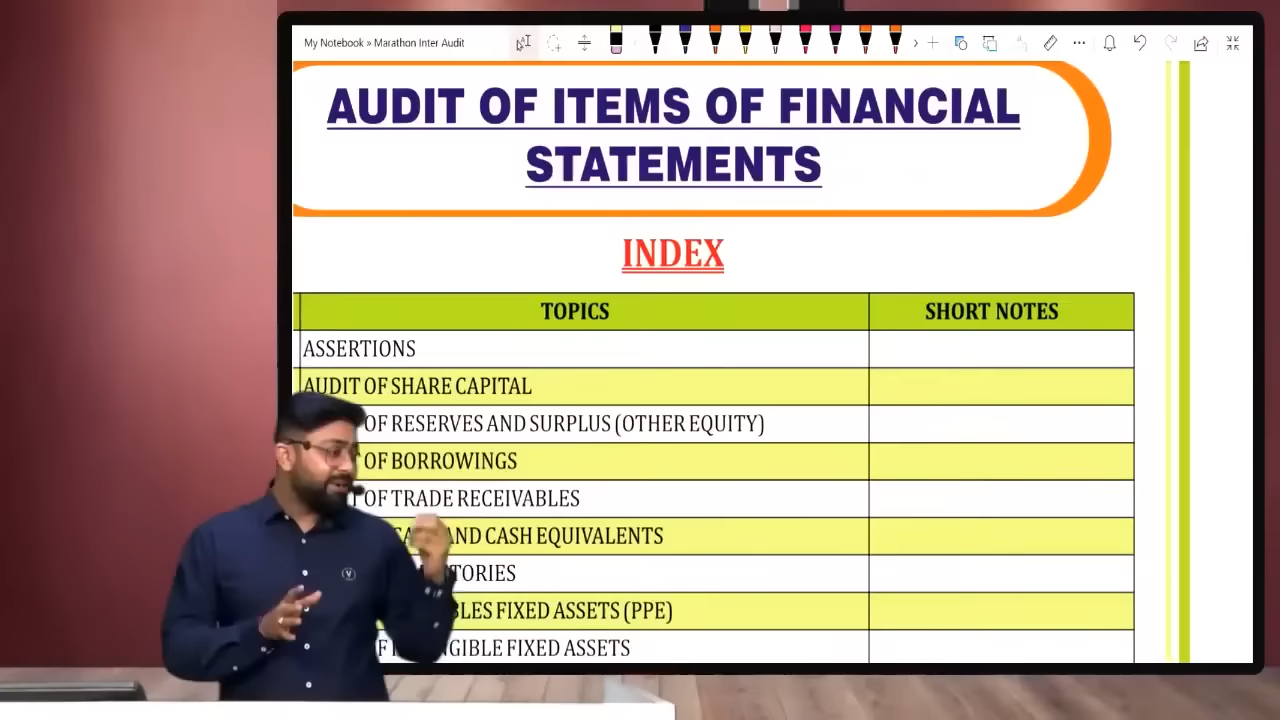 My Notebook » Marathon Inter Audit
AUDIT OF ITEMS OF FINANCIAL
STATEMENTS
INDEX
TOPICS SHORT NOTES
ASSERTIONS
AUDIT OF SHARE CAPITAL
OF RESERVES AND SURPLUS (OTHER EQUITY)
OF BORROWINGS
OF TRADE RECEIVABLES
AND CASH EQUIVALENTS
TORIES
BLES FIXED ASSETS (PPE)
NGIBLE FIXED ASSETS
V